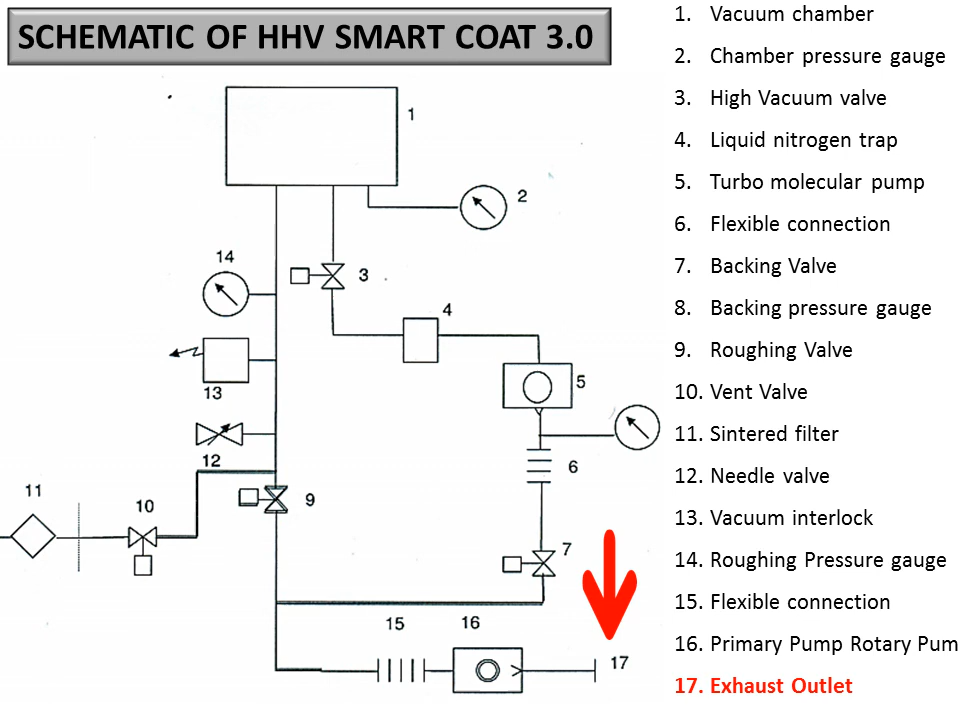 SCHEMATIC OF HHV SMART COAT 3.0
1. Vacuum chamber
2. Chamber pressure gauge
3. High Vacuum valve
4. Liquid nitrogen trap
5. Turbo molecular pump
6. Flexible connection
7. Backing Valve
8. Backing pressure gauge
9. Roughing Valve
10. Vent Valve
11. Sintered filter
12. Needle valve
13. Vacuum interlock
14. Roughing Pressure gauge
15. Flexible connection
16. Primary Pump Rotary Pum
17. Exhaust Outlet
1
2
14
3
4
13
5
12
6
11
10
9
7
15
16
17